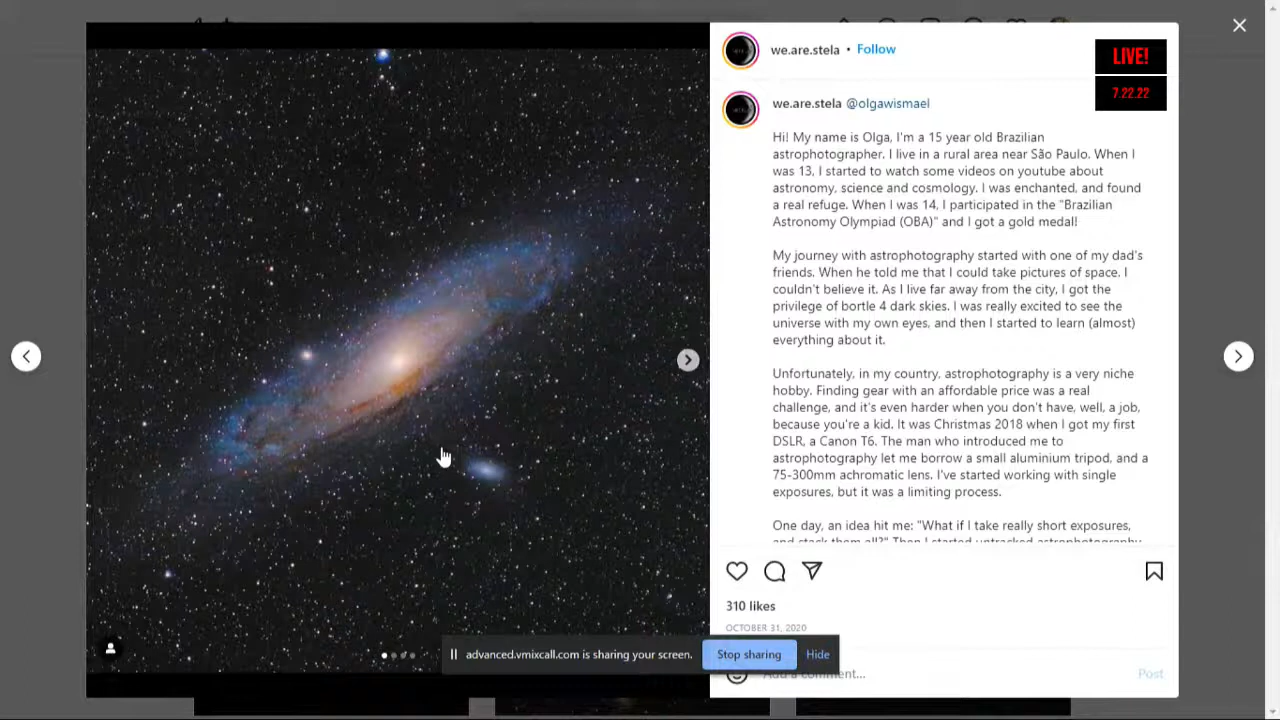 we.are.stela • Follow
LIVE!
7.22.22
we.are.stela @olgawismael
Hi! My name is Olga, I'm a 15 year old Brazilian
astrophotographer. I live in a rural area near São Paulo. When I
was 13, I started to watch some videos on youtube about
astronomy, science and cosmology. I was enchanted, and found
a real refuge. When I was 14, I participated in the "Brazilian
Astronomy Olympiad (OBA)" and I got a gold medal!
My journey with astrophotography started with one of my dad's
friends. When he told me that I could take pictures of space, I
couldn't believe it. As I live far away from the city, I got the
privilege of bortle 4 dark skies. I was really excited to see the
universe with my own eyes, and then I started to learn (almost)
everything about it.
Unfortunately, in my country, astrophotography is a very niche
hobby. Finding gear with an affordable price was a real
challenge, and it's even harder when you don't have, well, a job,
because you're a kid. It was Christmas 2018 when I got my first
DSLR, a Canon T6. The man who introduced me to
astrophotography let me borrow a small aluminium tripod, and a
75-300mm achromatic lens. I've started working with single
exposures, but it was a limiting process.
One day, an idea hit me: "What if I take really short exposures,
and stack them all?" Then I started untracked astrophotography
310 likes
OCTOBER 31, 2020
advanced.vmixcall.com is sharing your screen.
Stop sharing
Hide
Add a comment...
Post